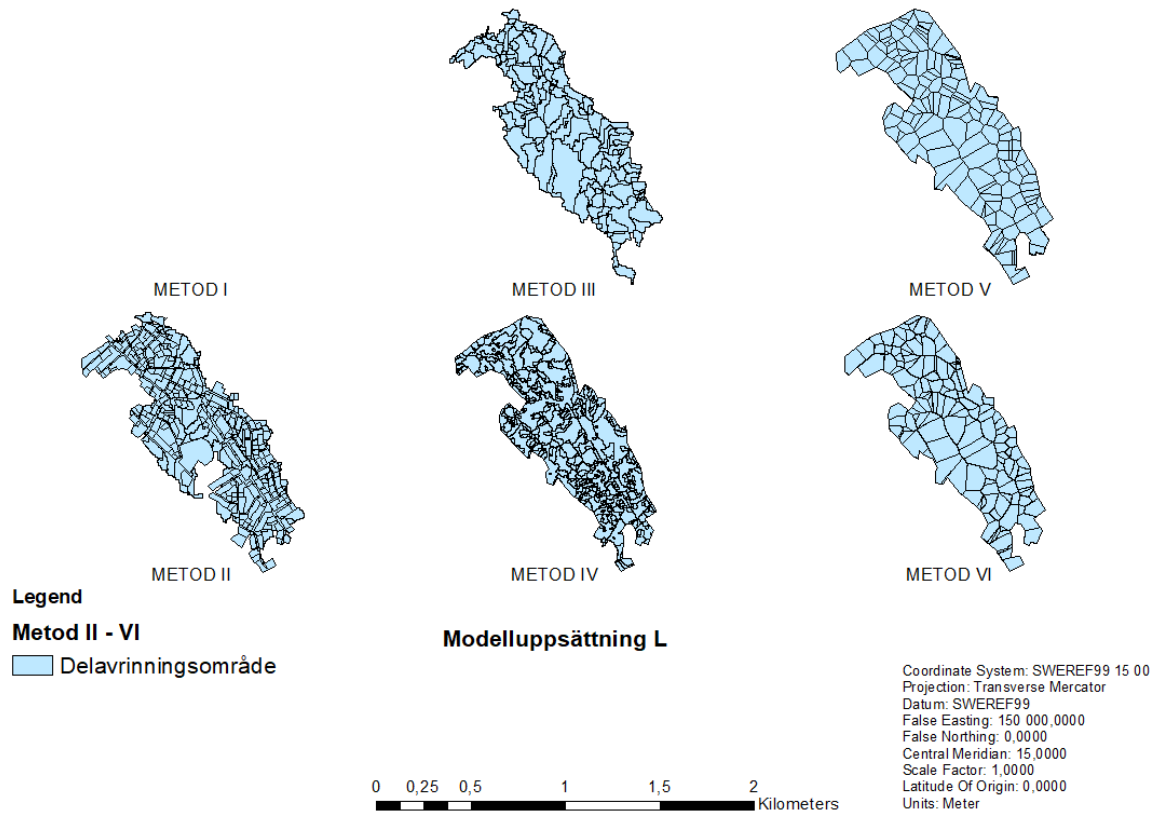 METOD I
METOD III
METOD V
METOD II
METOD IV
METOD VI
Legend
Metod II - VI
Delavrinningsområde
Modelluppsättning L
Coordinate System: SWEREF99 15 00
Projection: Transverse Mercator
Datum: SWEREF99
False Easting: 150 000,0000
False Northing: 0,0000
Central Meridian: 15,0000
Scale Factor: 1,0000
Latitude Of Origin: 0,0000
Units: Meter
0 0,25 0,5 1 1,5 2
Kilometers